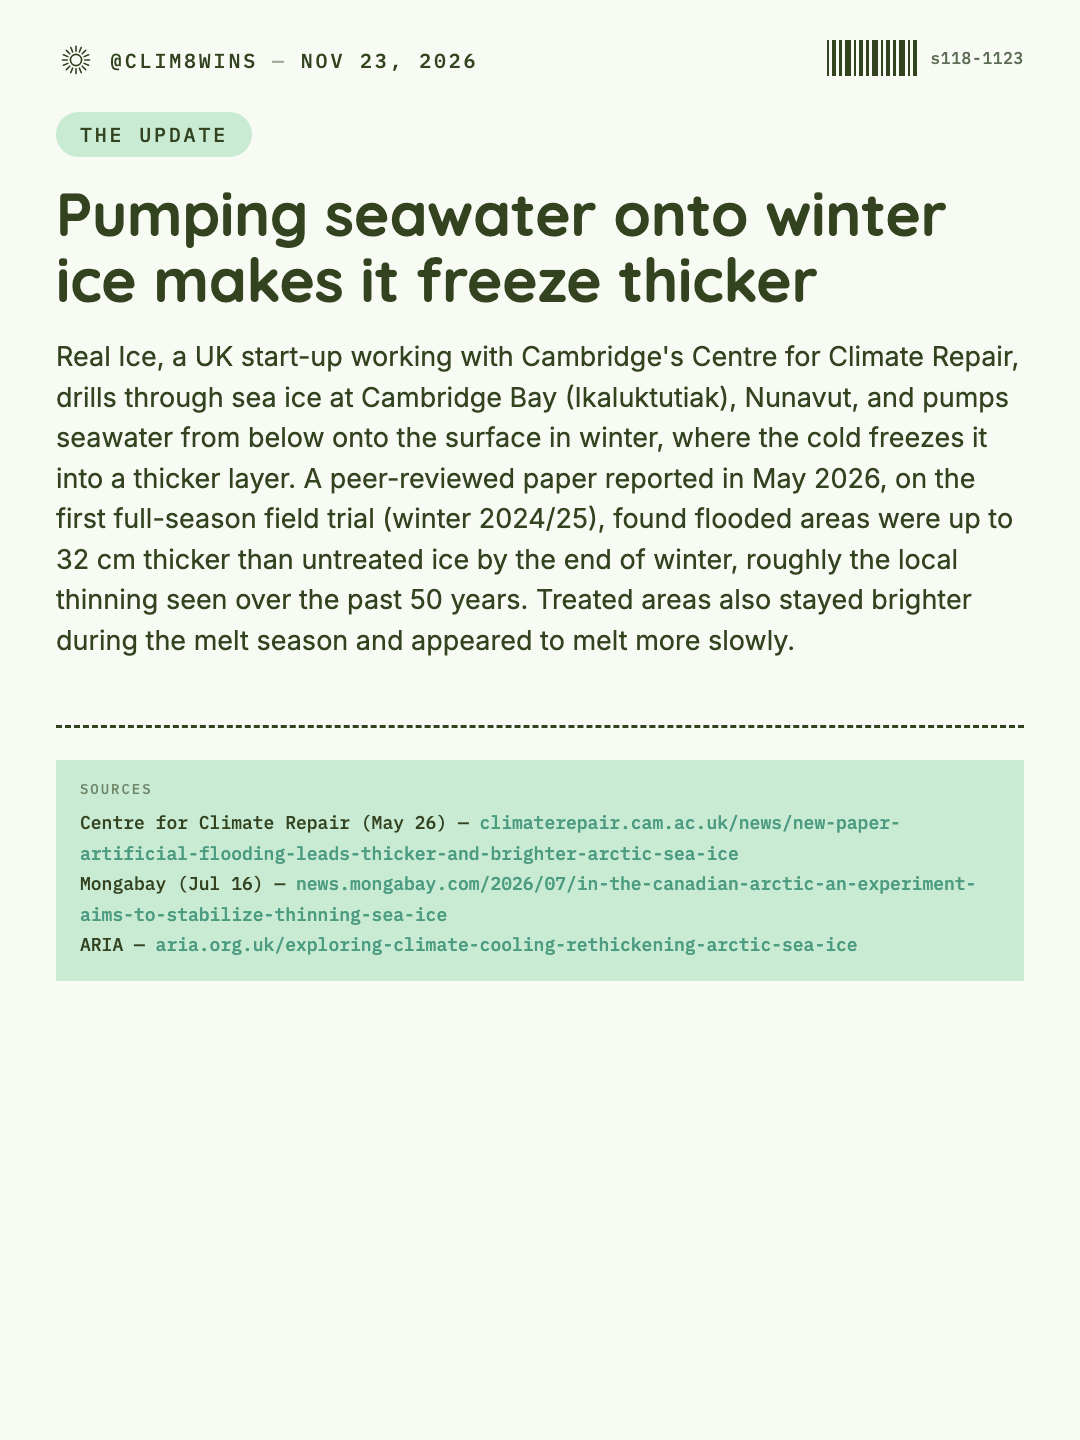 @CLIM8WINS — NOV 23, 2026
s118-1123
THE UPDATE
Pumping seawater onto winter
ice makes it freeze thicker
Real Ice, a UK start-up working with Cambridge's Centre for Climate Repair,
drills through sea ice at Cambridge Bay (Ikaluktutiak), Nunavut, and pumps
seawater from below onto the surface in winter, where the cold freezes it
into a thicker layer. A peer-reviewed paper reported in May 2026, on the
first full-season field trial (winter 2024/25), found flooded areas were up to
32 cm thicker than untreated ice by the end of winter, roughly the local
thinning seen over the past 50 years. Treated areas also stayed brighter
during the melt season and appeared to melt more slowly.
SOURCES
Centre for Climate Repair (May 26) — climaterepair.cam.ac.uk/news/new-paper-
artificial-flooding-leads-thicker-and-brighter-arctic-sea-ice
Mongabay (Jul 16) — news.mongabay.com/2026/07/in-the-canadian-arctic-an-experiment-
aims-to-stabilize-thinning-sea-ice
ARIA — aria.org.uk/exploring-climate-cooling-rethickening-arctic-sea-ice